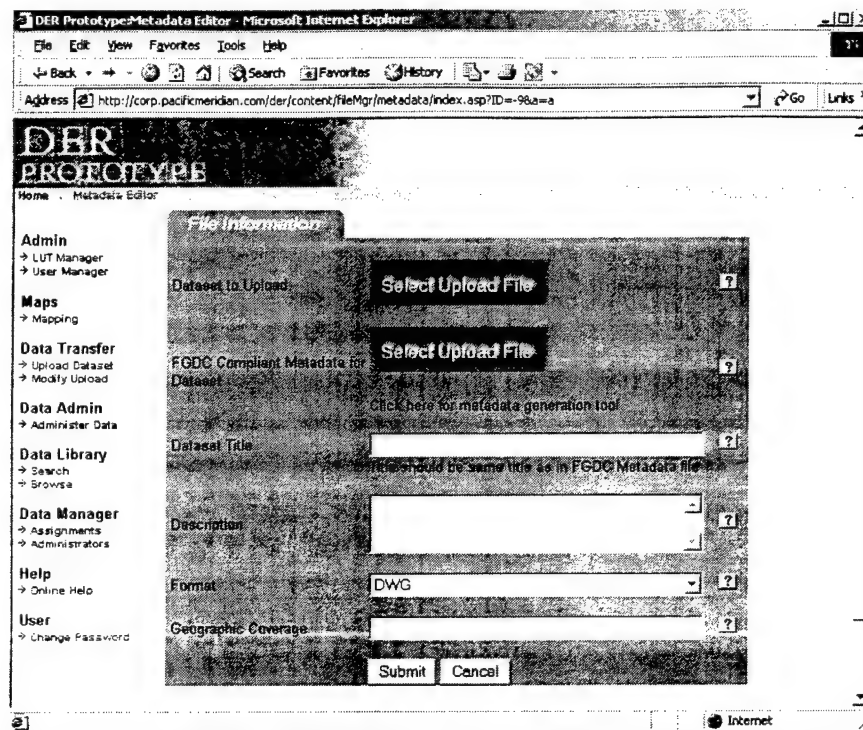 DER Prototype:Metadata Editor - Microsoft Internet Explorer
File Edit View Favorites Tools Help
Back Search Favorites History
Address http://corp.pacificmeridian.com/der/content/fileMgr/metadata/index.asp?ID=-9&a=a Go Links
DER
PROTOTYPE
Home . Metadata Editor
File Information
Admin
→ LUT Manager
→ User Manager
Maps
→ Mapping
Data Transfer
→ Upload Dataset
→ Modify Upload
Data Admin
→ Administer Data
Data Library
→ Search
→ Browse
Data Manager
→ Assignments
→ Administrators
Help
→ Online Help
User
→ Change Password
Dataset to Upload Select Upload File ?
FGDC Compliant Metadata for Dataset Select Upload File ?
Click here for metadata generation tool
Dataset Title ?
Title should be same title as in FGDC Metadata file
Description ?
Format DWG ?
Geographic Coverage ?
Submit Cancel
Internet